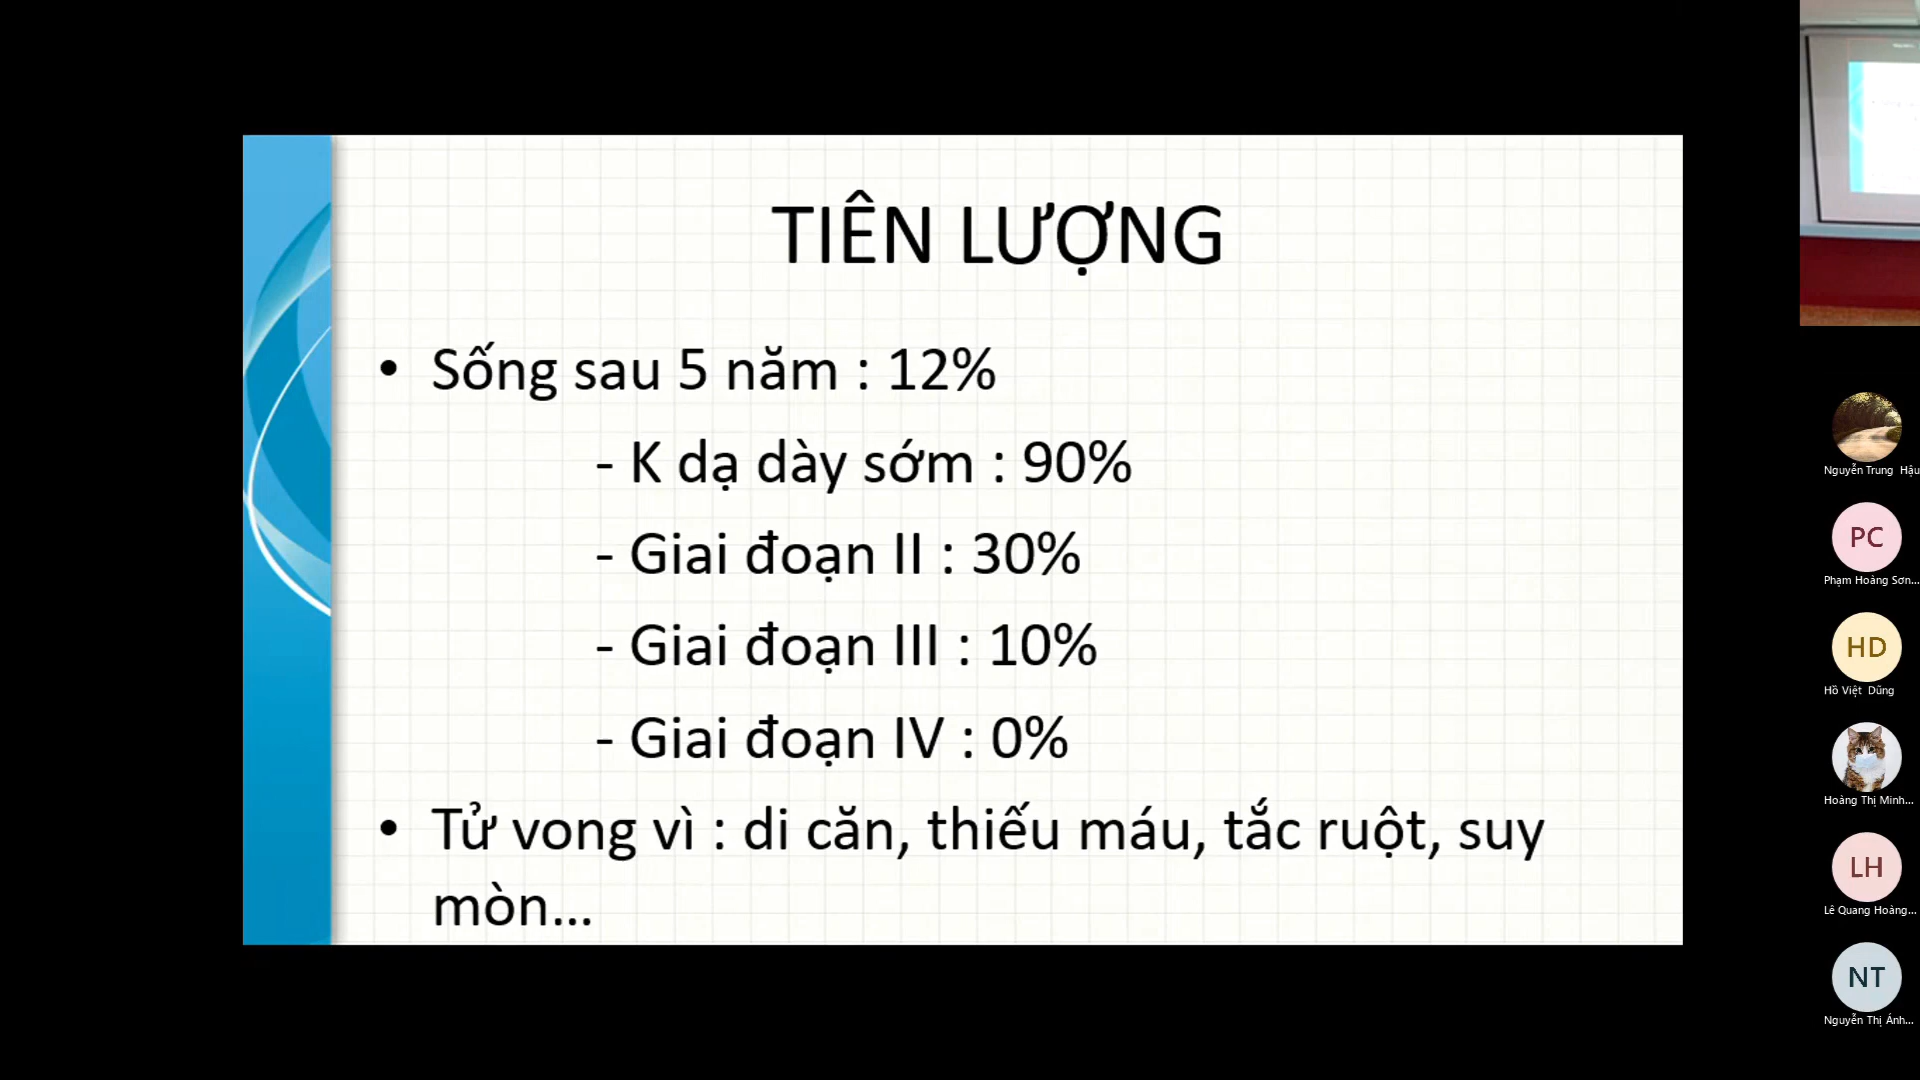 TIÊN LƯỢNG
• Sống sau 5 năm : 12%
- K dạ dày sớm : 90%
- Giai đoạn II : 30%
- Giai đoạn III : 10%
- Giai đoạn IV : 0%
• Tử vong vì : di căn, thiếu máu, tắc ruột, suy
mòn...
Nguyễn Trung Hậu
PC
Phạm Hoàng Sơn...
HD
Hồ Việt Dũng
Hoàng Thị Minh...
LH
Lê Quang Hoàng...
NT
Nguyễn Thị Ánh...